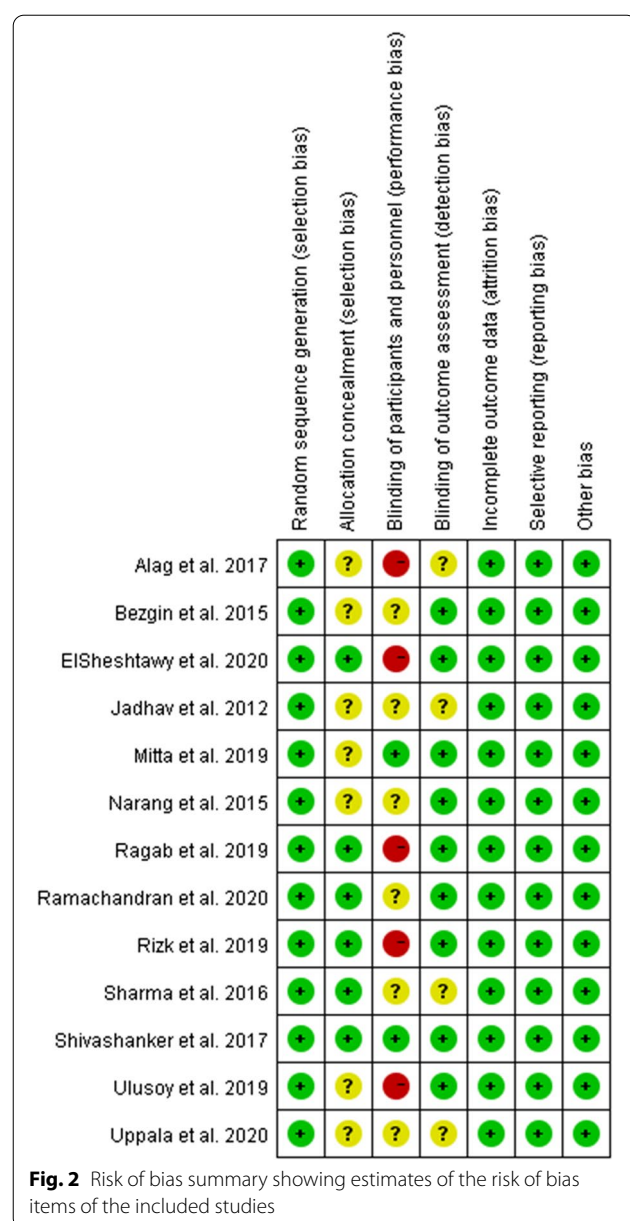 Random sequence generation (selection bias)
Allocation concealment (selection bias)
Blinding of participants and personnel (performance bias)
Blinding of outcome assessment (detection bias)
Incomplete outcome data (attrition bias)
Selective reporting (reporting bias)
Other bias
Alag et al. 2017 + ? - ? + + +
Bezgin et al. 2015 + ? ? + + + +
ElSheshtawy et al. 2020 + + - + + + +
Jadhav et al. 2012 + ? ? ? + + +
Mitta et al. 2019 + ? + + + + +
Narang et al. 2015 + ? ? + + + +
Ragab et al. 2019 + + - + + + +
Ramachandran et al. 2020 + + ? + + + +
Rizk et al. 2019 + + - + + + +
Sharma et al. 2016 + + ? ? + + +
Shivashanker et al. 2017 + + + + + + +
Ulusoy et al. 2019 + ? - + + + +
Uppala et al. 2020 + ? ? ? + + +
Fig. 2 Risk of bias summary showing estimates of the risk of bias
items of the included studies